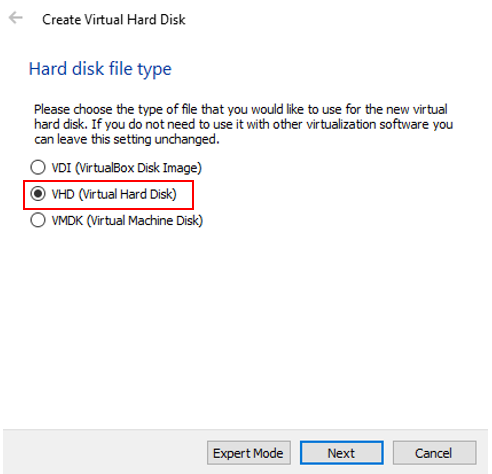 Create Virtual Hard Disk
Hard disk file type
Please choose the type of file that you would like to use for the new virtual
hard disk. If you do not need to use it with other virtualization software you
can leave this setting unchanged.
VDI (VirtualBox Disk Image)
VHD (Virtual Hard Disk)
VMDK (Virtual Machine Disk)
Expert Mode
Next
Cancel